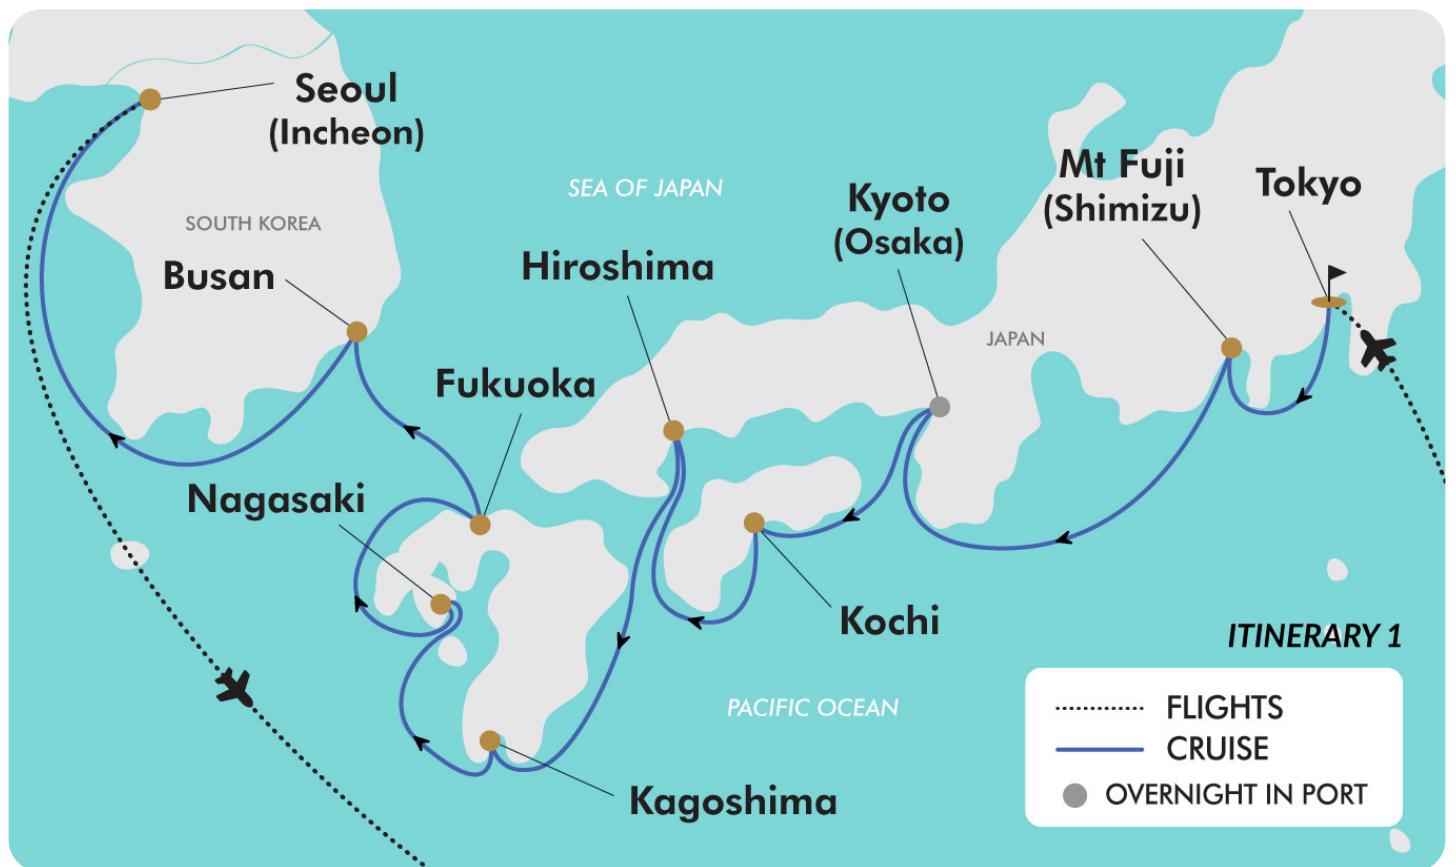 Seoul
(Incheon)
SEA OF JAPAN
Mt Fuji
(Shimizu)
Tokyo
Kyoto
(Osaka)
SOUTH KOREA
Busan
Hiroshima
JAPAN
Fukuoka
Nagasaki
Kochi
ITINERARY 1
PACIFIC OCEAN
Kagoshima
FLIGHTS
CRUISE
OVERNIGHT IN PORT